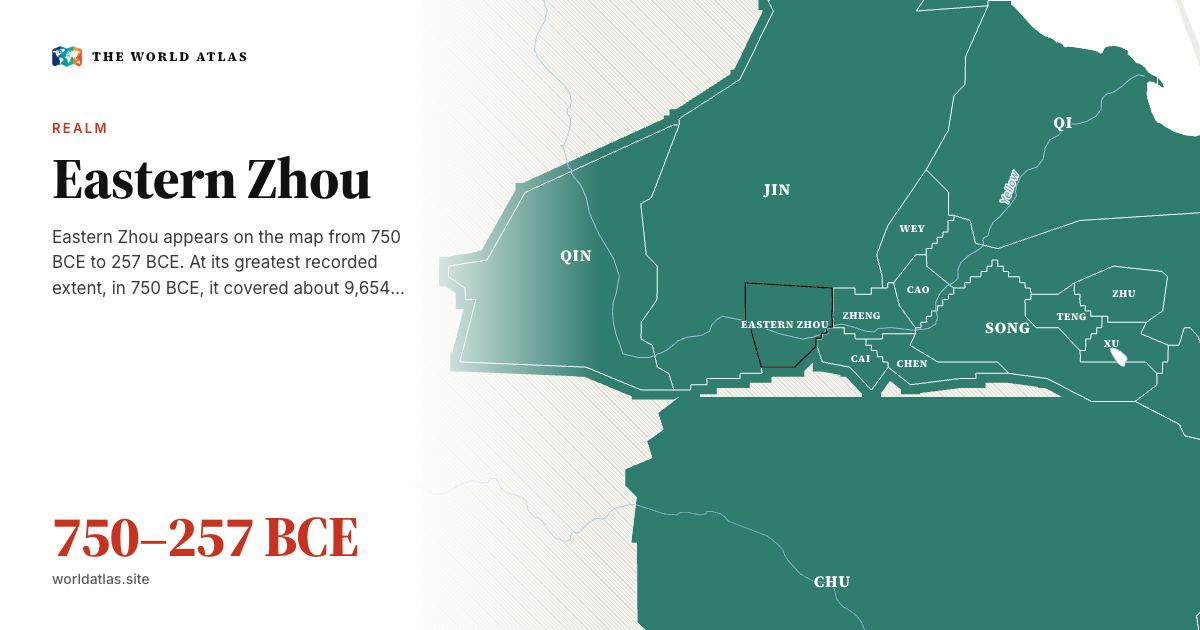 THE WORLD ATLAS
REALM
Eastern Zhou
Eastern Zhou appears on the map from 750
BCE to 257 BCE. At its greatest recorded
extent, in 750 BCE, it covered about 9,654...
750–257 BCE
worldatlas.site
QI
JIN
Yellow
WEY
QIN
CAO
ZHU
ZHENG
TENG
EASTERN ZHOU
SONG
XU
CAI
CHEN
CHU